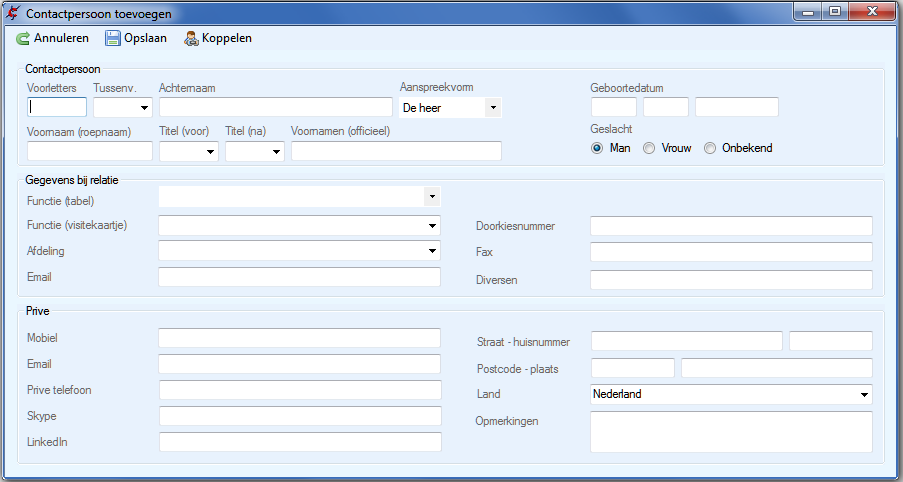 Contactpersoon toevoegen
Annuleren Opslaan Koppelen
Contactpersoon
Voorletters Tussenv. Achternaam Aanspreekvorm Geboortedatum
De heer
Geslacht
Voornaam (roepnaam) Titel (voor) Titel (na) Voornamen (officieel)
Man Vrouw Onbekend
Gegevens bij relatie
Functie (tabel)
Functie (visitekaartje) Doorkiesnummer
Afdeling Fax
Email Diversen
Prive
Mobiel Straat - huisnummer
Email Postcode - plaats
Prive telefoon Land Nederland
Skype Opmerkingen
LinkedIn